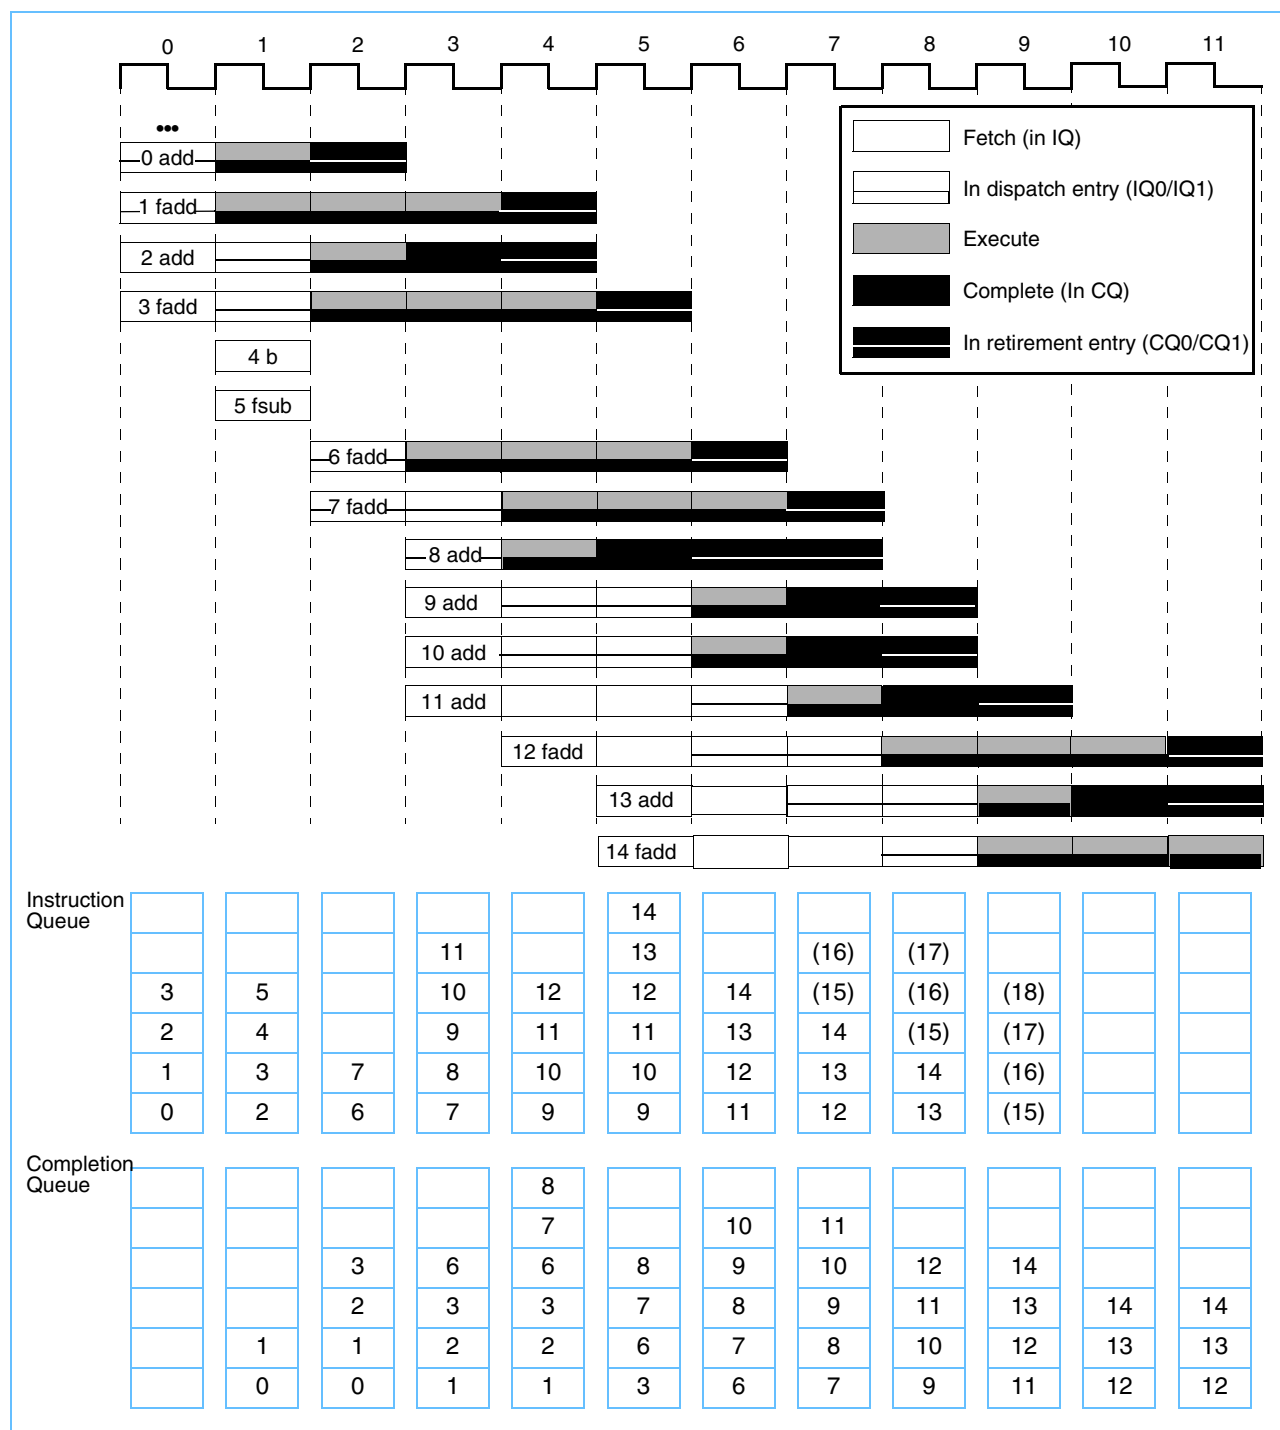 0 1 2 3 4 5 6 7 8 9 10 11
•••
0 add
1 fadd
2 add
3 fadd
4 b
5 fsub
6 fadd
7 fadd
8 add
9 add
10 add
11 add
12 fadd
13 add
14 fadd
Fetch (in IQ)
In dispatch entry (IQ0/IQ1)
Execute
Complete (In CQ)
In retirement entry (CQ0/CQ1)
Instruction
Queue
14
11 13 (16) (17)
3 5 10 12 12 14 (15) (16) (18)
2 4 9 11 11 13 14 (15) (17)
1 3 7 8 10 10 12 13 14 (16)
0 2 6 7 9 9 11 12 13 (15)
Completion
Queue
8
7 10 11
3 6 6 8 9 10 12 14
2 3 3 7 8 9 11 13 14 14
1 1 2 2 6 7 8 10 12 13 13
0 0 1 1 3 6 7 9 11 12 12